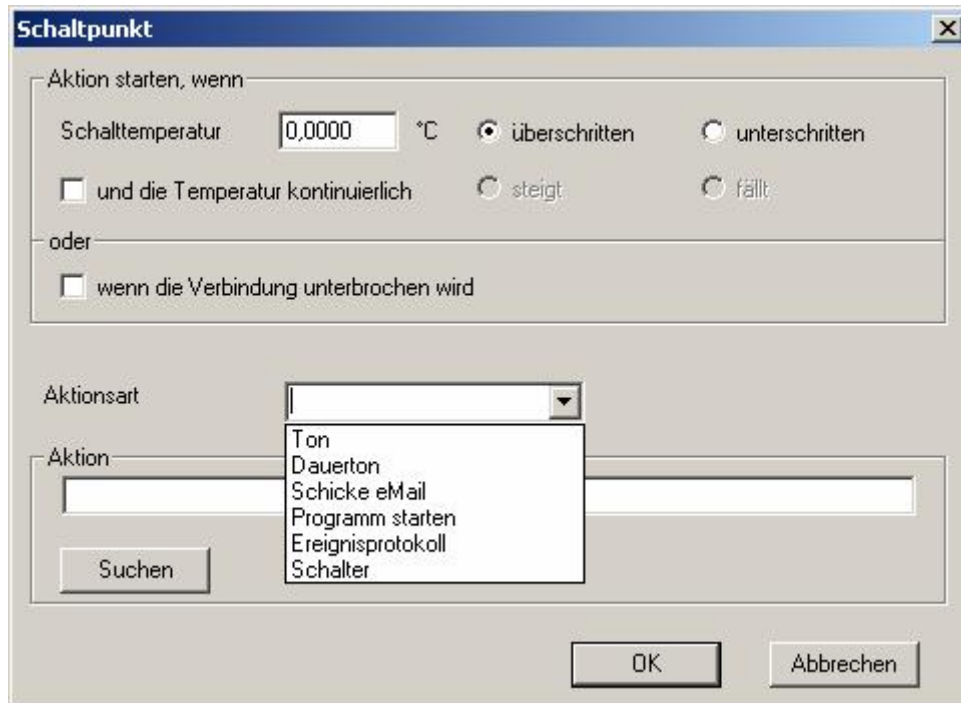 Schaltpunkt
Aktion starten, wenn
Schalttemperatur 0,0000 °C überschritten unterschritten
und die Temperatur kontinuierlich steigt fällt
oder
wenn die Verbindung unterbrochen wird
Aktionsart
Ton
Dauerton
Schicke eMail
Programm starten
Ereignisprotokoll
Schalter
Aktion
Suchen
OK Abbrechen